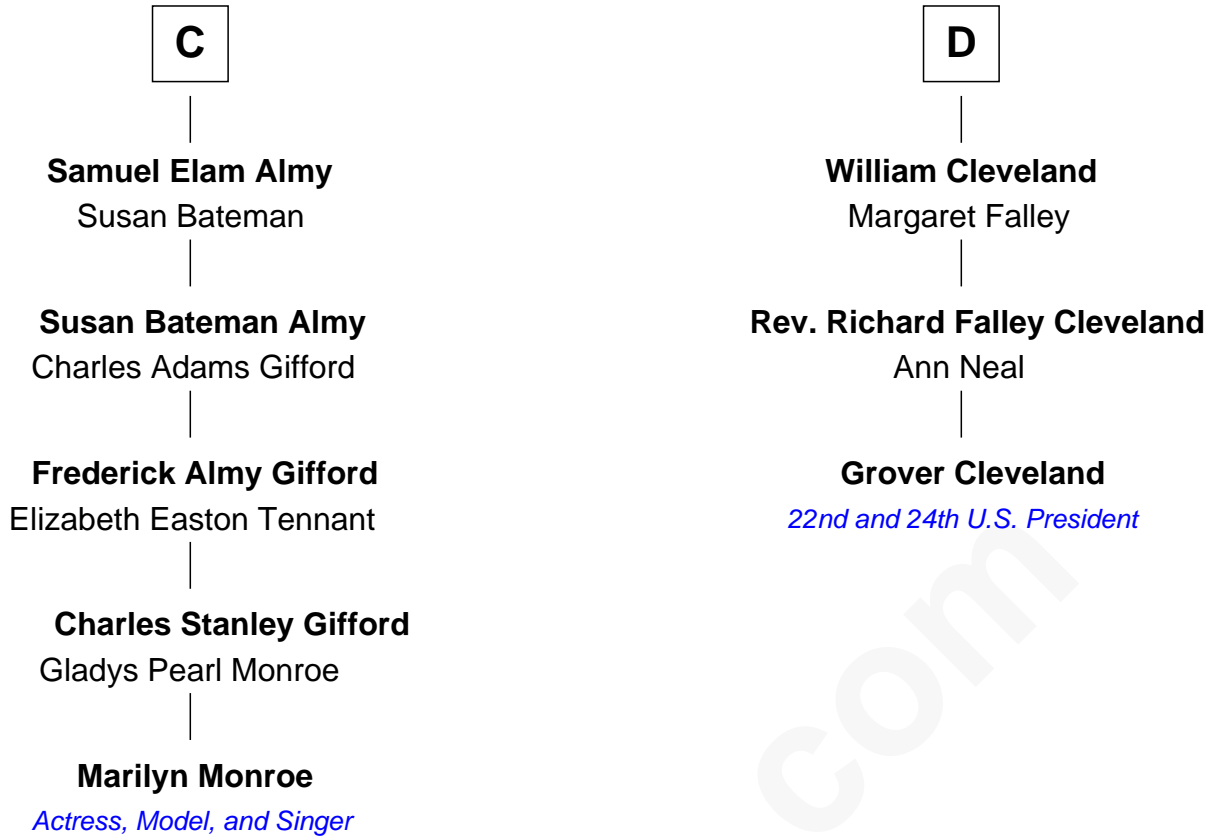 C
Samuel Elam Almy
Susan Bateman
Susan Bateman Almy
Charles Adams Gifford
Frederick Almy Gifford
Elizabeth Easton Tennant
Charles Stanley Gifford
Gladys Pearl Monroe
Marilyn Monroe
Actress, Model, and Singer
D
William Cleveland
Margaret Falley
Rev. Richard Falley Cleveland
Ann Neal
Grover Cleveland
22nd and 24th U.S. President
com